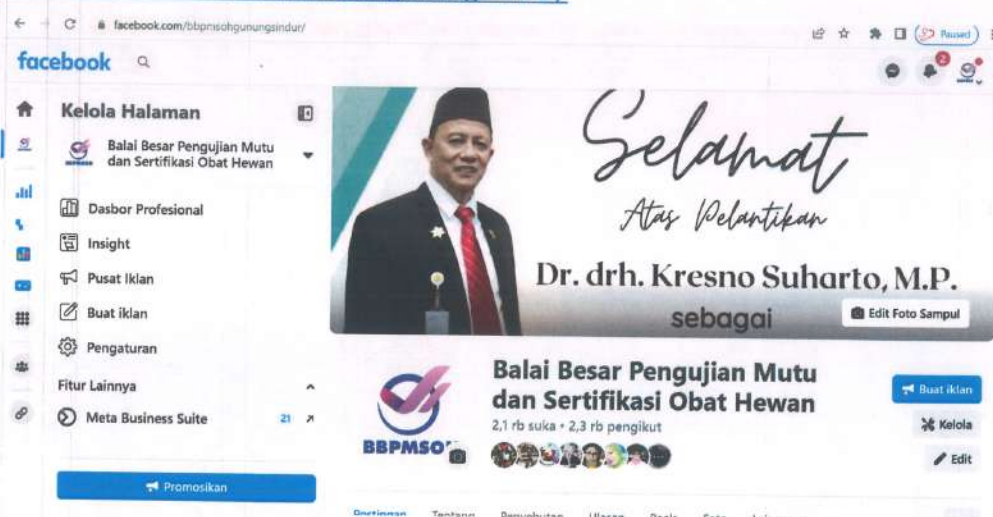 facebook.com/bbpmsohgunungsindur/
Paused
facebook
2
Kelola Halaman
Balai Besar Pengujian Mutu
dan Sertifikasi Obat Hewan
Dasbor Profesional
Insight
Pusat Iklan
Buat iklan
Pengaturan
Fitur Lainnya
Meta Business Suite
21
Promosikan
Selamat
Atas Pelantikan
Dr. drh. Kresno Suharto, M.P.
sebagai
Edit Foto Sampul
BBPMSO
Balai Besar Pengujian Mutu
dan Sertifikasi Obat Hewan
2,1 rb suka • 2,3 rb pengikut
Buat iklan
Kelola
Edit
Postingan Tentang